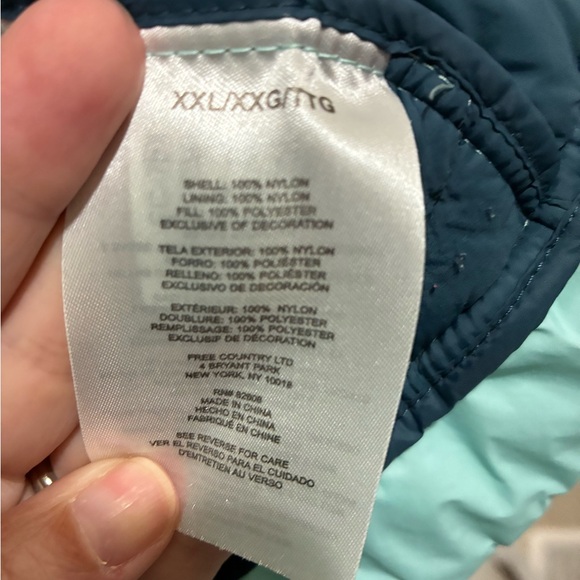 XXL/XXG/TTG
SHELL: 100% NYLON
LINING: 100% NYLON
FILL: 100% POLYESTER
EXCLUSIVE OF DECORATION
TELA EXTERIOR: 100% NYLON
FORRO: 100% POLIÉSTER
RELLENO: 100% POLIÉSTER
EXCLUSIVO DE DECORACIÓN
EXTÉRIEUR: 100% NYLON
DOUBLURE: 100% POLYESTER
REMPLISSAGE: 100% POLYESTER
EXCLUSIF DE DÉCORATION
FREE COUNTRY LTD
4 BRYANT PARK
NEW YORK, NY 10018
RN# 82808
MADE IN CHINA
HECHO EN CHINA
FABRIQUÉ EN CHINE
SEE REVERSE FOR CARE
VER EL REVERSO PARA EL CUIDADO
D'ENTRETIEN AU VERSO